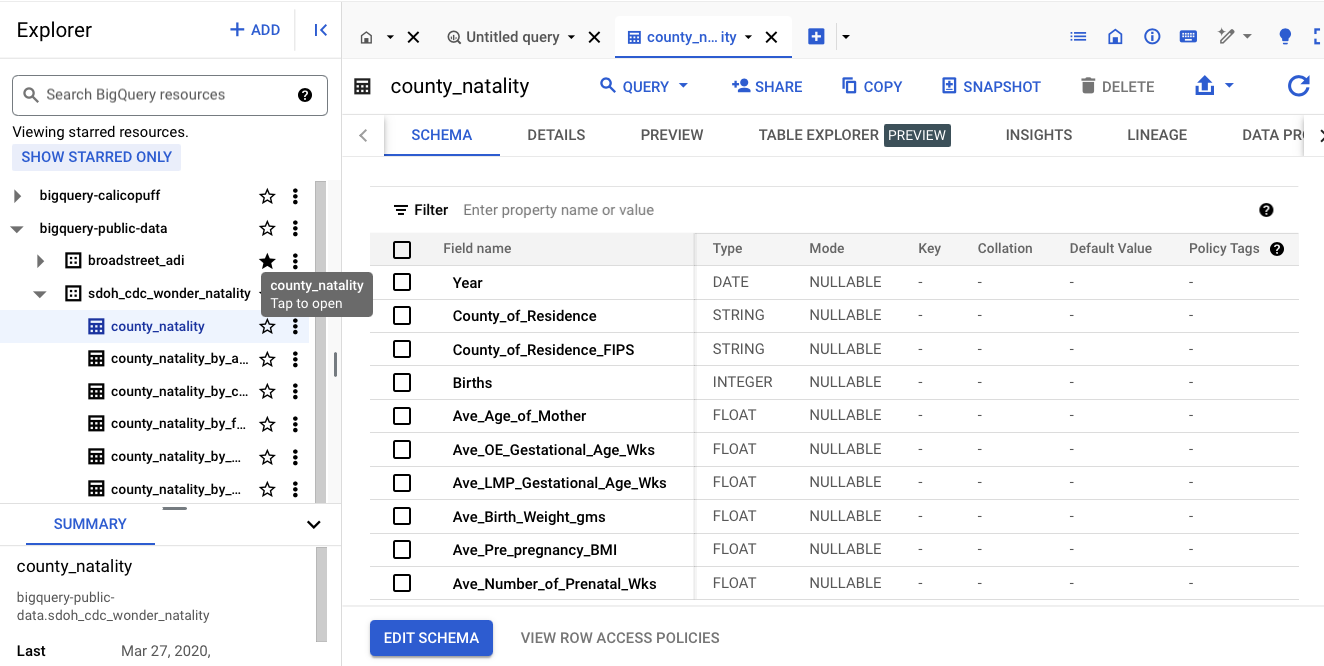 Explorer
+ ADD
Untitled query
county_n... ity
Search BigQuery resources
county_natality
QUERY
SHARE
COPY
SNAPSHOT
DELETE
Viewing starred resources.
SHOW STARRED ONLY
SCHEMA
DETAILS
PREVIEW
TABLE EXPLORER PREVIEW
INSIGHTS
LINEAGE
DATA PR
bigquery-calicopuff
bigquery-public-data
broadstreet_adi
sdoh_cdc_wonder_natality
county_natality
Tap to open
county_natality
county_natality_by_a...
county_natality_by_c...
county_natality_by_f...
county_natality_by_...
county_natality_by_...
Filter Enter property name or value
Field name Type Mode Key Collation Default Value Policy Tags
Year DATE NULLABLE - - - -
County_of_Residence STRING NULLABLE - - - -
County_of_Residence_FIPS STRING NULLABLE - - - -
Births INTEGER NULLABLE - - - -
Ave_Age_of_Mother FLOAT NULLABLE - - - -
Ave_OE_Gestational_Age_Wks FLOAT NULLABLE - - - -
Ave_LMP_Gestational_Age_Wks FLOAT NULLABLE - - - -
Ave_Birth_Weight_gms FLOAT NULLABLE - - - -
Ave_Pre_pregnancy_BMI FLOAT NULLABLE - - - -
Ave_Number_of_Prenatal_Wks FLOAT NULLABLE - - - -
SUMMARY
county_natality
bigquery-public-
data.sdoh_cdc_wonder_natality
Last Mar 27, 2020,
EDIT SCHEMA
VIEW ROW ACCESS POLICIES